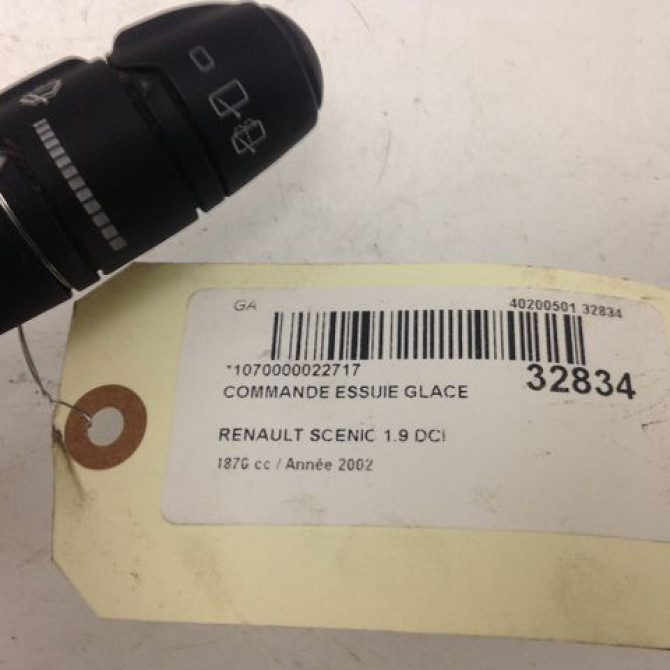 GA 40200501 32834
*1070000022717
32834
COMMANDE ESSUIE GLACE
RENAULT SCENIC 1.9 DCI
1870 cc / Année 2002